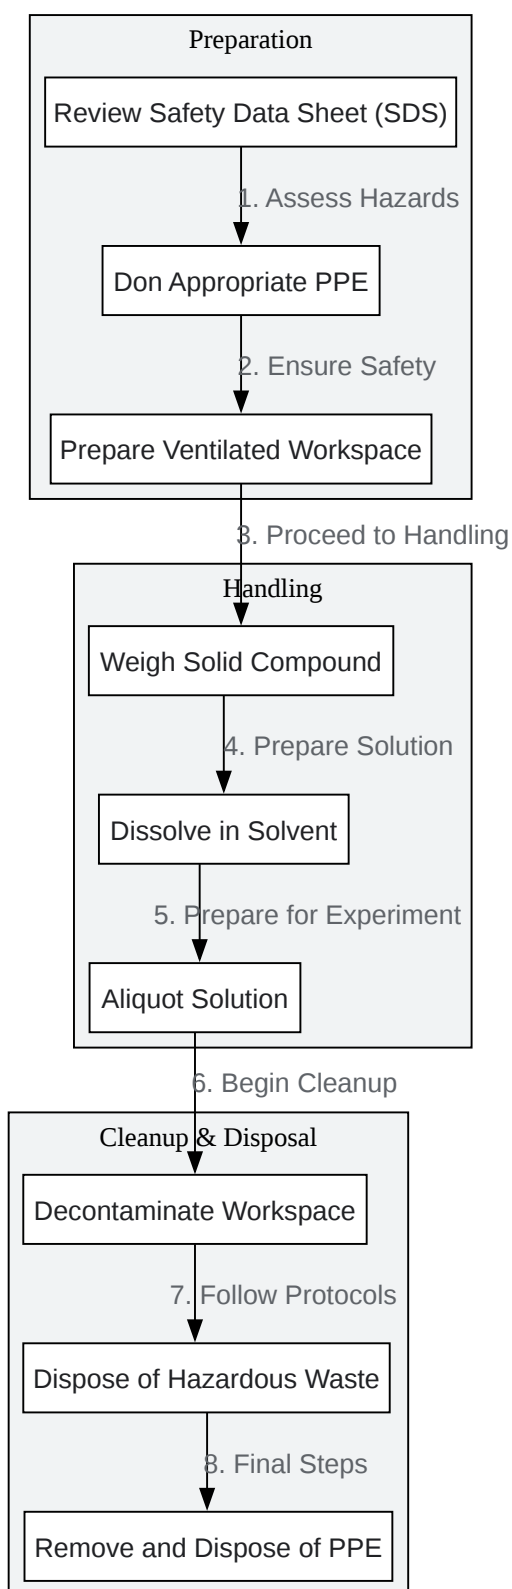 Preparation
Review Safety Data Sheet (SDS)
1. Assess Hazards
Don Appropriate PPE
2. Ensure Safety
Prepare Ventilated Workspace
3. Proceed to Handling
Handling
Weigh Solid Compound
4. Prepare Solution
Dissolve in Solvent
5. Prepare for Experiment
Aliquot Solution
6. Begin Cleanup
Cleanup & Disposal
Decontaminate Workspace
7. Follow Protocols
Dispose of Hazardous Waste
8. Final Steps
Remove and Dispose of PPE